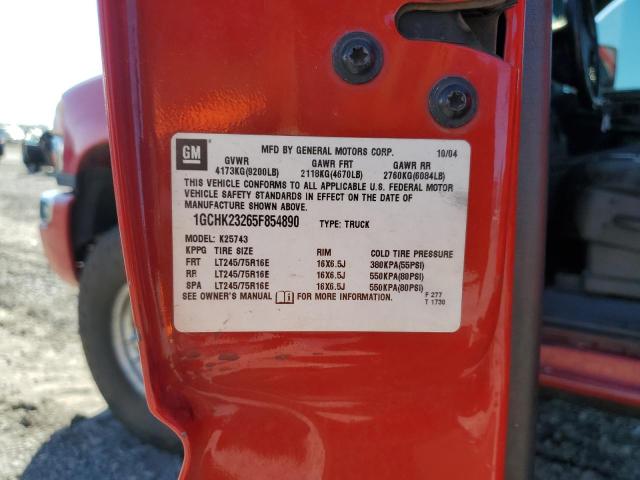 GM
MFD BY GENERAL MOTORS CORP. 10/04
GVWR GAWR FRT GAWR RR
4173KG(9200LB) 2118KG(4670LB) 2760KG(6084LB)
THIS VEHICLE CONFORMS TO ALL APPLICABLE U.S. FEDERAL MOTOR
VEHICLE SAFETY STANDARDS IN EFFECT ON THE DATE OF
MANUFACTURE SHOWN ABOVE.
1GCHK23265F854890 TYPE: TRUCK
MODEL: K25743
KPPG TIRE SIZE RIM COLD TIRE PRESSURE
FRT LT245/75R16E 16X6.5J 380KPA(55PSI)
RR LT245/75R16E 16X6.5J 550KPA(80PSI)
SPA LT245/75R16E 16X6.5J 550KPA(80PSI)
SEE OWNER'S MANUAL FOR MORE INFORMATION.
F 277
T 1730